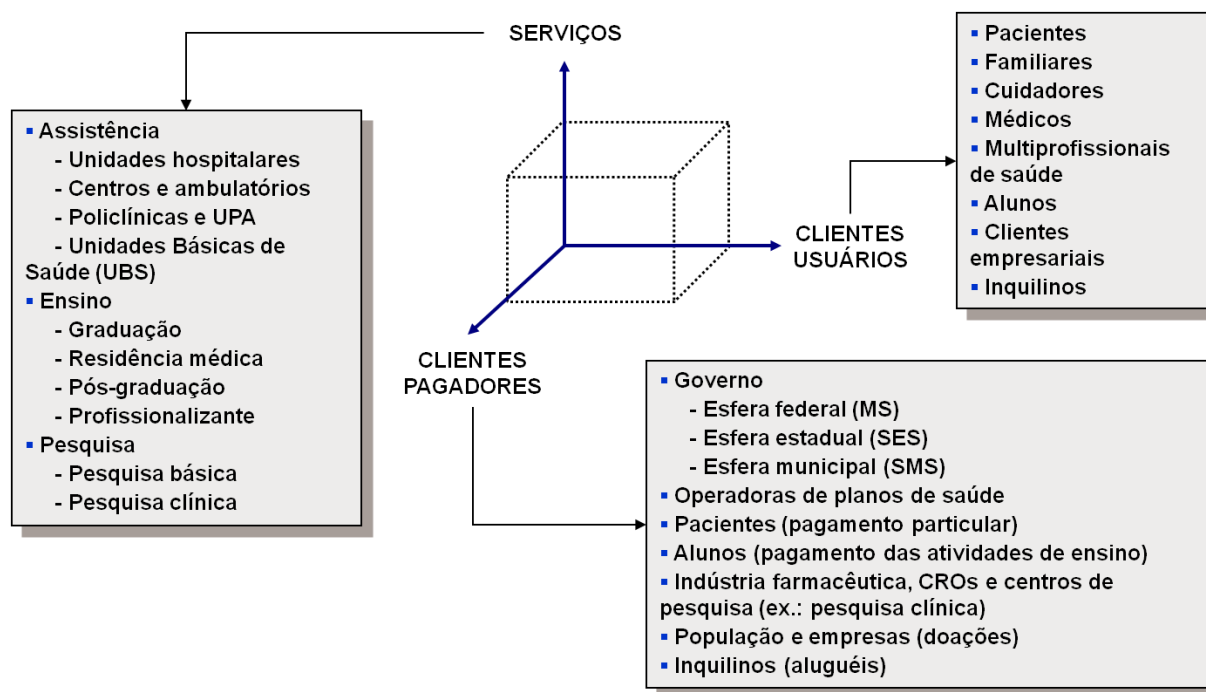 SERVIÇOS
▪ Assistência
- Unidades hospitalares
- Centros e ambulatórios
- Policlínicas e UPA
- Unidades Básicas de
Saúde (UBS)
▪ Ensino
- Graduação
- Residência médica
- Pós-graduação
- Profissionalizante
▪ Pesquisa
- Pesquisa básica
- Pesquisa clínica
CLIENTES
USUÁRIOS
▪ Pacientes
▪ Familiares
▪ Cuidadores
▪ Médicos
▪ Multiprofissionais
de saúde
▪ Alunos
▪ Clientes
empresariais
▪ Inquilinos
CLIENTES
PAGADORES
▪ Governo
- Esfera federal (MS)
- Esfera estadual (SES)
- Esfera municipal (SMS)
▪ Operadoras de planos de saúde
▪ Pacientes (pagamento particular)
▪ Alunos (pagamento das atividades de ensino)
▪ Indústria farmacêutica, CROs e centros de
pesquisa (ex.: pesquisa clínica)
▪ População e empresas (doações)
▪ Inquilinos (aluguéis)